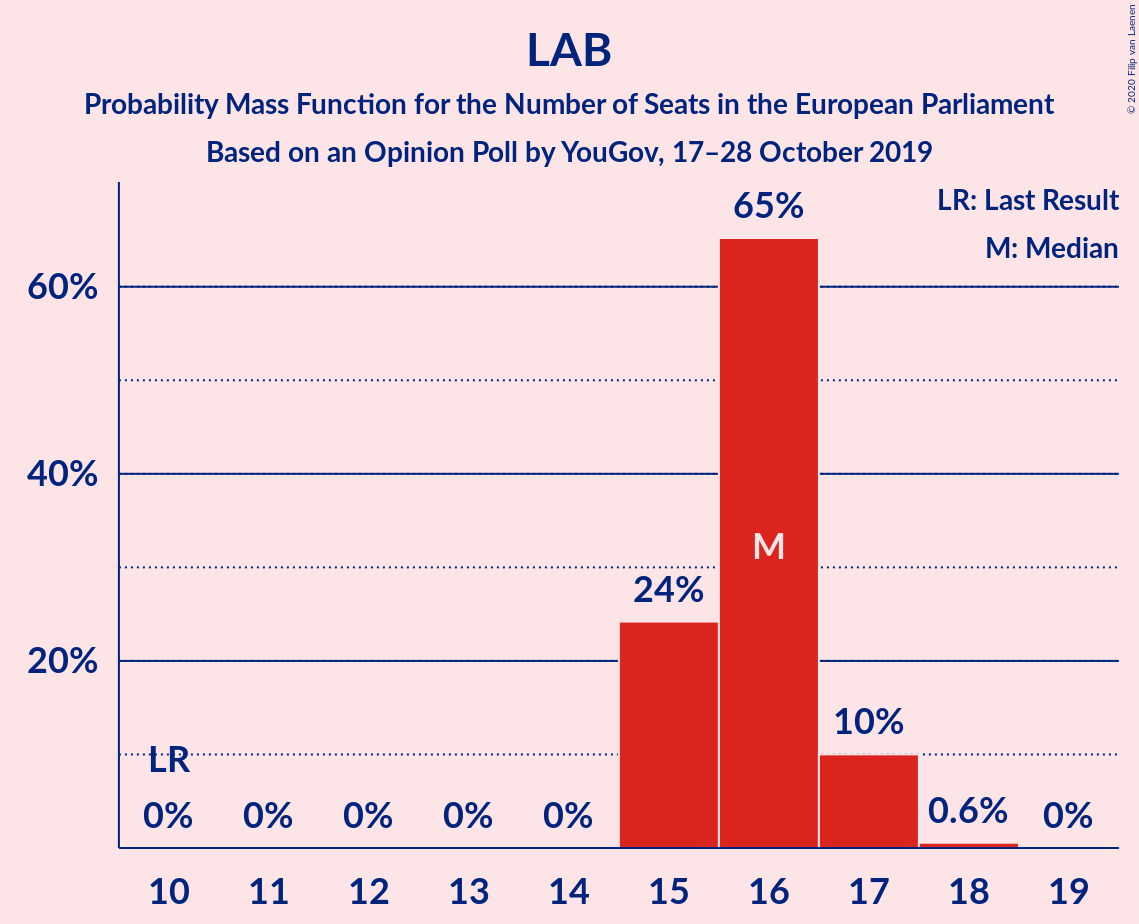 © 2020 Filip van Laenen
LAB
Probability Mass Function for the Number of Seats in the European Parliament
Based on an Opinion Poll by YouGov, 17–28 October 2019
LR: Last Result
M: Median
65%
60%
40%
M
24%
20%
10%
LR
0% 0% 0% 0% 0% 0.6% 0%
10 11 12 13 14 15 16 17 18 19